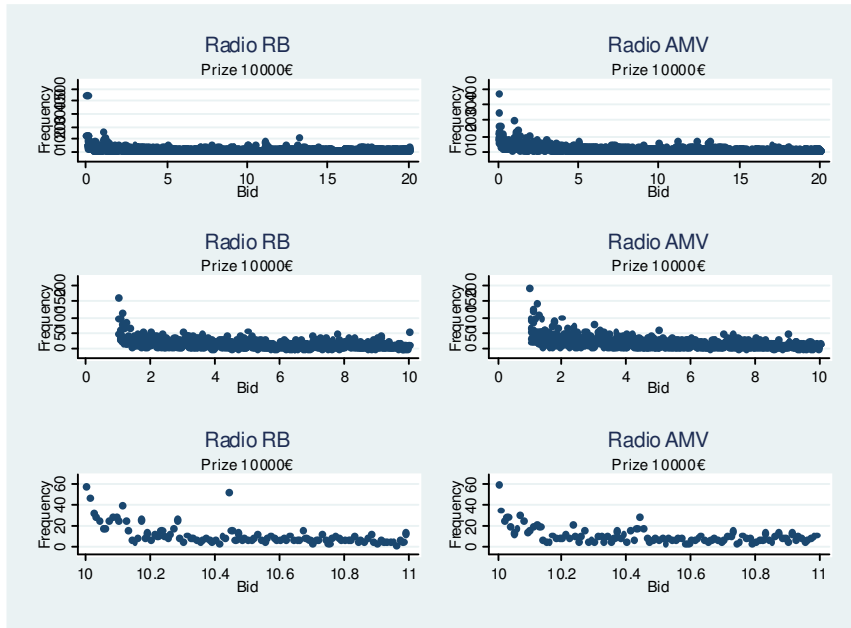 Radio RB
Prize 10000€
Frequency
0 5 10 15 20
Bid
Radio AMV
Prize 10000€
Frequency
0 5 10 15 20
Bid
Radio RB
Prize 10000€
Frequency
0 2 4 6 8 10
Bid
Radio AMV
Prize 10000€
Frequency
0 2 4 6 8 10
Bid
Radio RB
Prize 10000€
Frequency
0 20 40 60
10 10.2 10.4 10.6 10.8 11
Bid
Radio AMV
Prize 10000€
Frequency
0 20 40 60
10 10.2 10.4 10.6 10.8 11
Bid